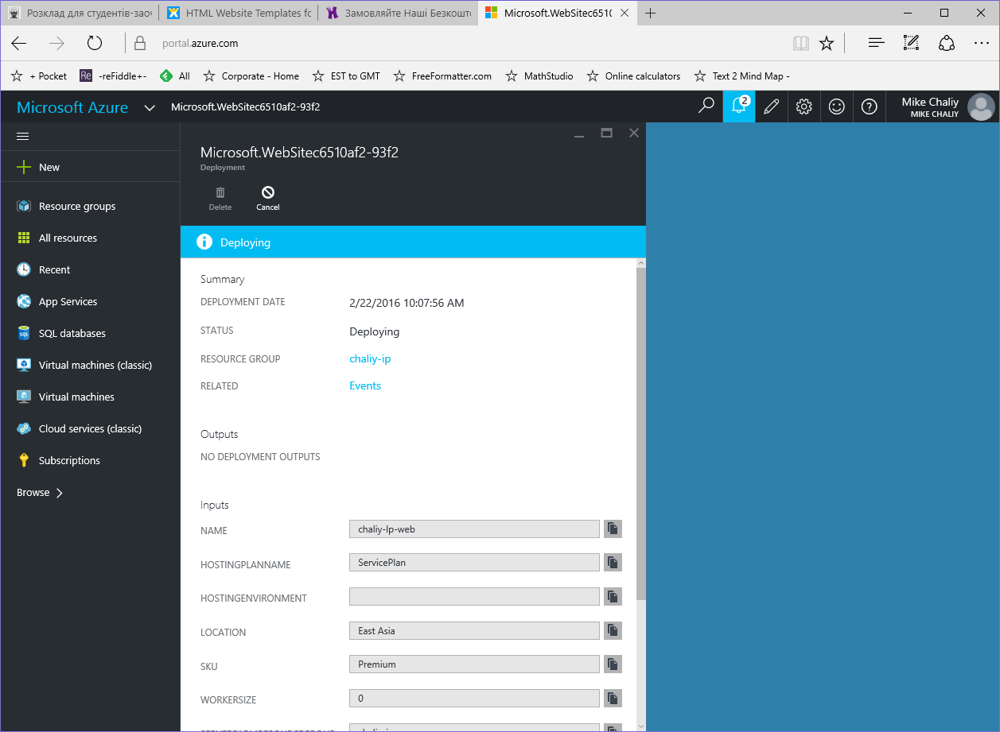 Розклад для студентів-заоч
HTML Website Templates fo
Замовляйте Наші Безкошто
Microsoft.WebSitec6510
portal.azure.com
+ Pocket
Re -reFiddle+-
All
Corporate - Home
EST to GMT
FreeFormatter.com
MathStudio
Online calculators
Text 2 Mind Map -
Microsoft Azure
Microsoft.WebSitec6510af2-93f2
2
Mike Chaliy
MIKE CHALIY
New
Resource groups
All resources
Recent
App Services
SQL SQL databases
Virtual machines (classic)
Virtual machines
Cloud services (classic)
Subscriptions
Browse
Microsoft.WebSitec6510af2-93f2
Deployment
Delete
Cancel
Deploying
Summary
DEPLOYMENT DATE 2/22/2016 10:07:56 AM
STATUS Deploying
RESOURCE GROUP chaliy-ip
RELATED Events
Outputs
NO DEPLOYMENT OUTPUTS
Inputs
NAME chaliy-lp-web
HOSTINGPLANNAME ServicePlan
HOSTINGENVIRONMENT
LOCATION East Asia
SKU Premium
WORKERSIZE 0